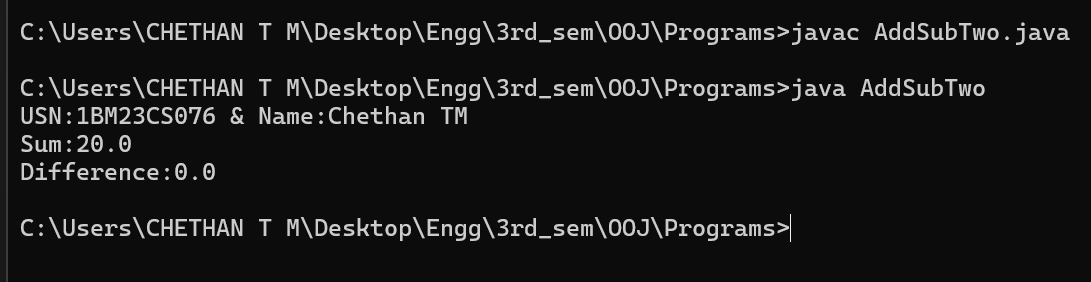 C:\Users\CHETHAN T M\Desktop\Engg\3rd_sem\OOJ\Programs>javac AddSubTwo.java
C:\Users\CHETHAN T M\Desktop\Engg\3rd_sem\OOJ\Programs>java AddSubTwo
USN:1BM23CS076 & Name:Chethan TM
Sum:20.0
Difference:0.0
C:\Users\CHETHAN T M\Desktop\Engg\3rd_sem\OOJ\Programs>